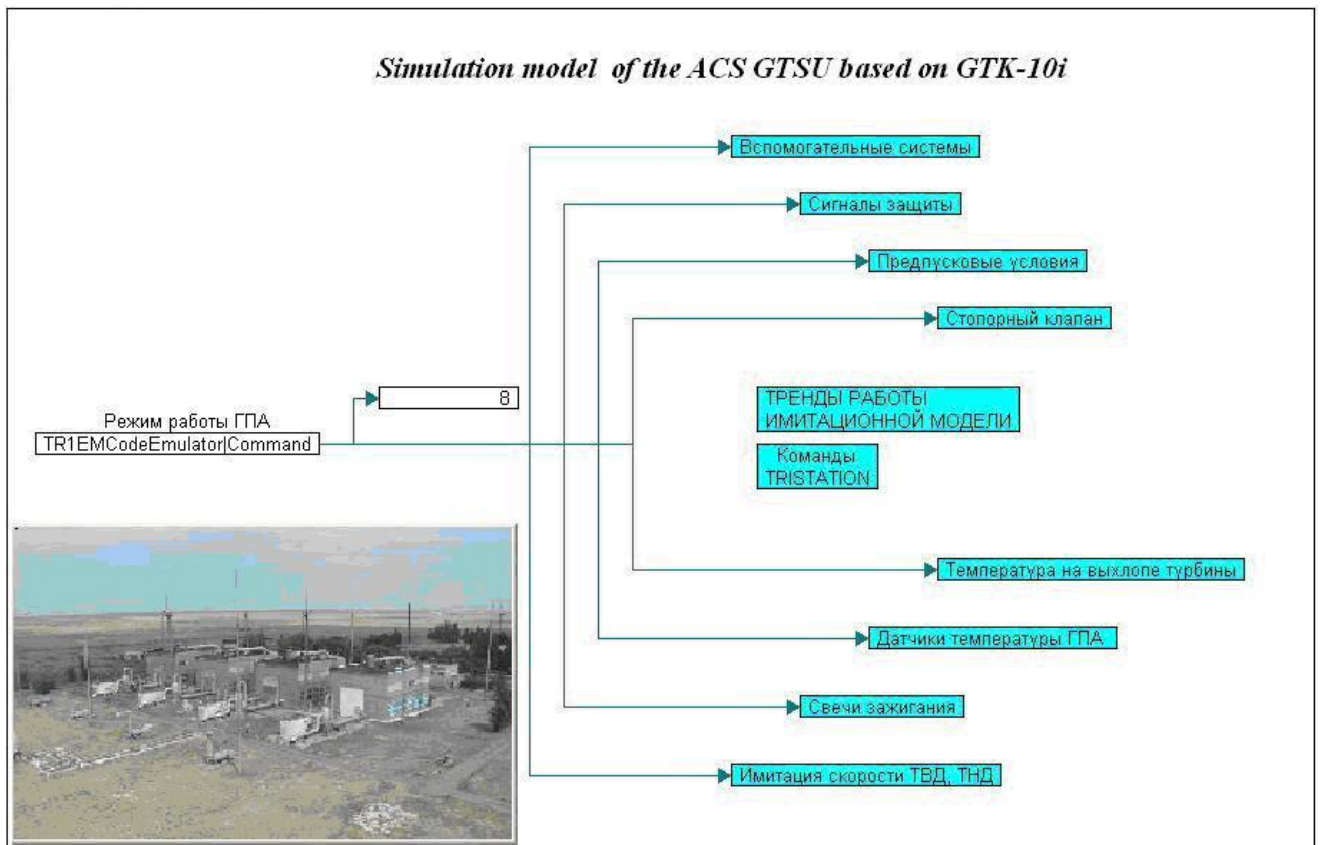 Simulation model of the ACS GTSU based on GTK-10i
Вспомогательные системы
Сигналы защиты
Предпусковые условия
Стопорный клапан
8
ТРЕНДЫ РАБОТЫ
ИМИТАЦИОННОЙ МОДЕЛИ
Режим работы ГПА
TR1EMCodeEmulator|Command
Команды
TRISTATION
Температура на выхлопе турбины
Датчики температуры ГПА
Свечи зажигания
Имитация скорости ТВД, ТНД